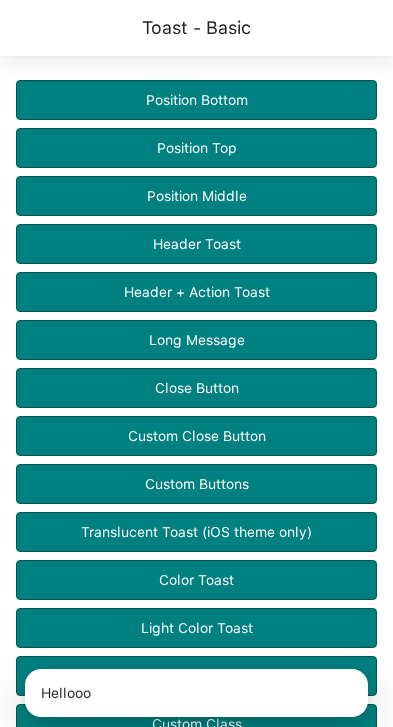 Toast - Basic
Position Bottom
Position Top
Position Middle
Header Toast
Header + Action Toast
Long Message
Close Button
Custom Close Button
Custom Buttons
Translucent Toast (iOS theme only)
Color Toast
Light Color Toast
Hellooo
Custom Class